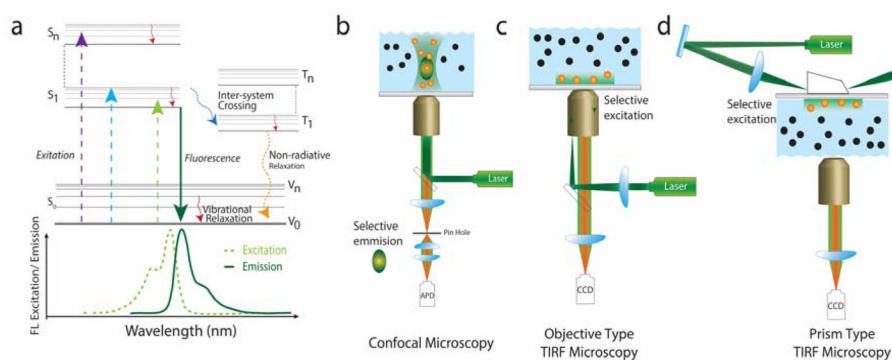 a
Sn
S1
Tn
Inter-system
Crossing
T1
Exitation
Fluorescence
Non-radiative
Relaxation
Vn
S0
Vibrational
Relaxation
V0
FL Excitation/ Emission
Excitation
Emission
Wavelength (nm)
b
Laser
Selective
emmision
Pin Hole
APD
Confocal Microscopy
c
Selective
excitation
Laser
CCD
Objective Type
TIRF Microscopy
d
Laser
Selective
excitation
CCD
Prism Type
TIRF Microscopy